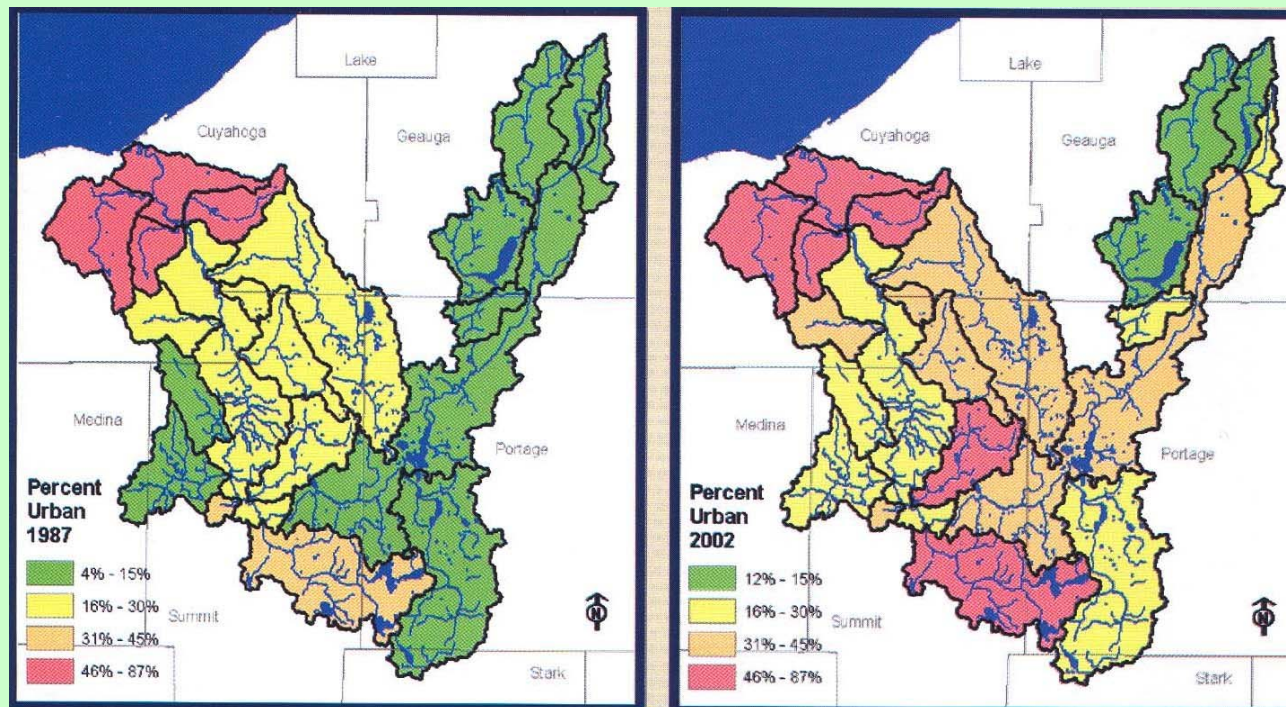 Lake
Cuyahoga
Geauga
Medina
Portage
Percent
Urban
1987
4% - 15%
16% - 30%
31% - 45%
46% - 87%
Summit
Stark
N
Lake
Cuyahoga
Geauga
Medina
Portage
Percent
Urban
2002
12% - 15%
16% - 30%
31% - 45%
46% - 87%
Summit
Stark
N